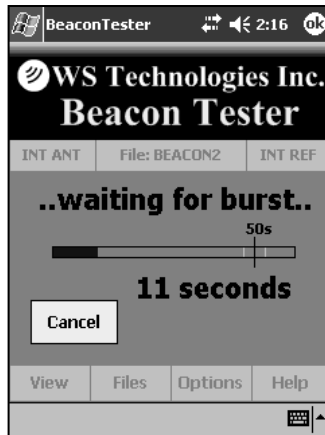 BeaconTester 2:16 ok
WS Technologies Inc.
Beacon Tester
INT ANT File: BEACON2 INT REF
..waiting for burst..
50s
11 seconds
Cancel
View Files Options Help